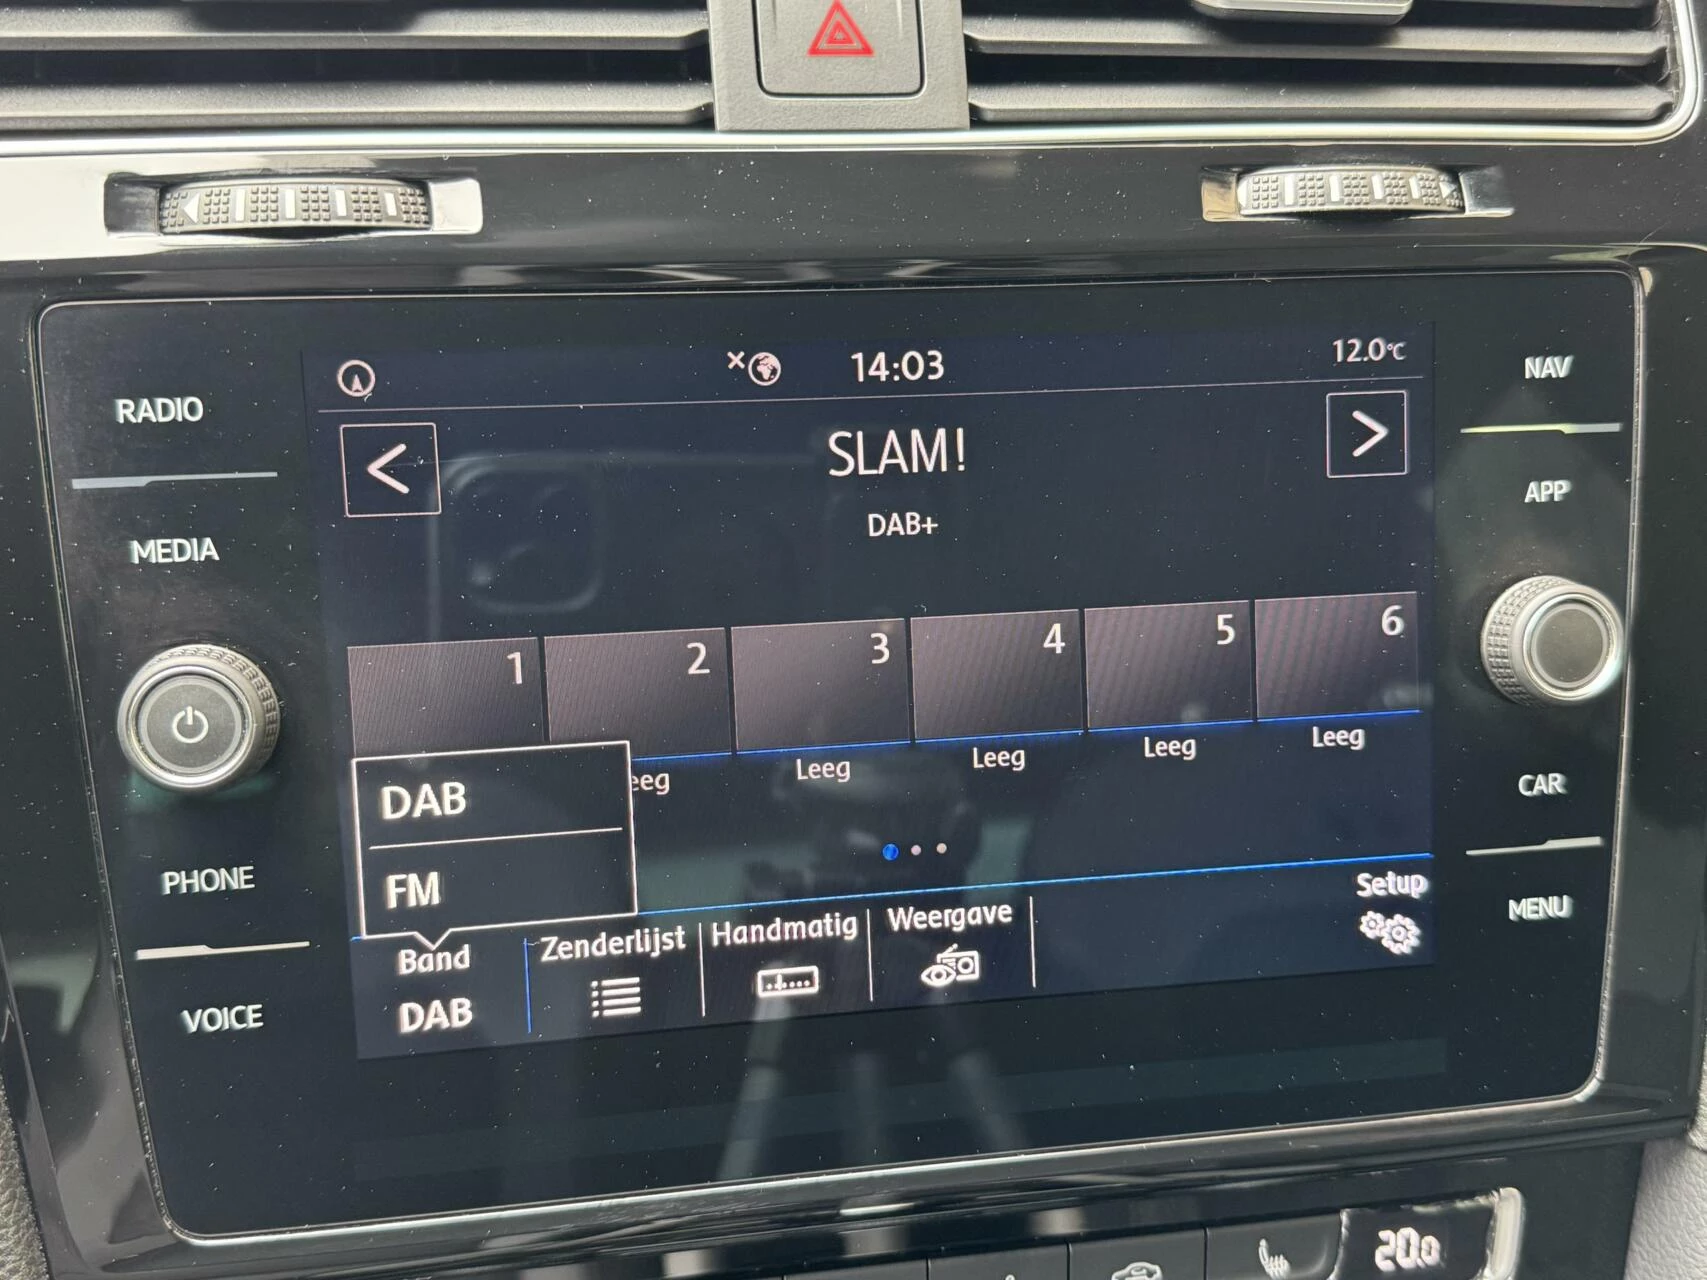 14:03
12.0°C
RADIO
NAV
<
SLAM!
>
DAB+
APP
MEDIA
1
2
3
4
5
6
eeg
Leeg
Leeg
Leeg
Leeg
DAB
FM
CAR
PHONE
Setup
MENU
Band
Zenderlijst
Handmatig
Weergave
DAB
VOICE
20.0